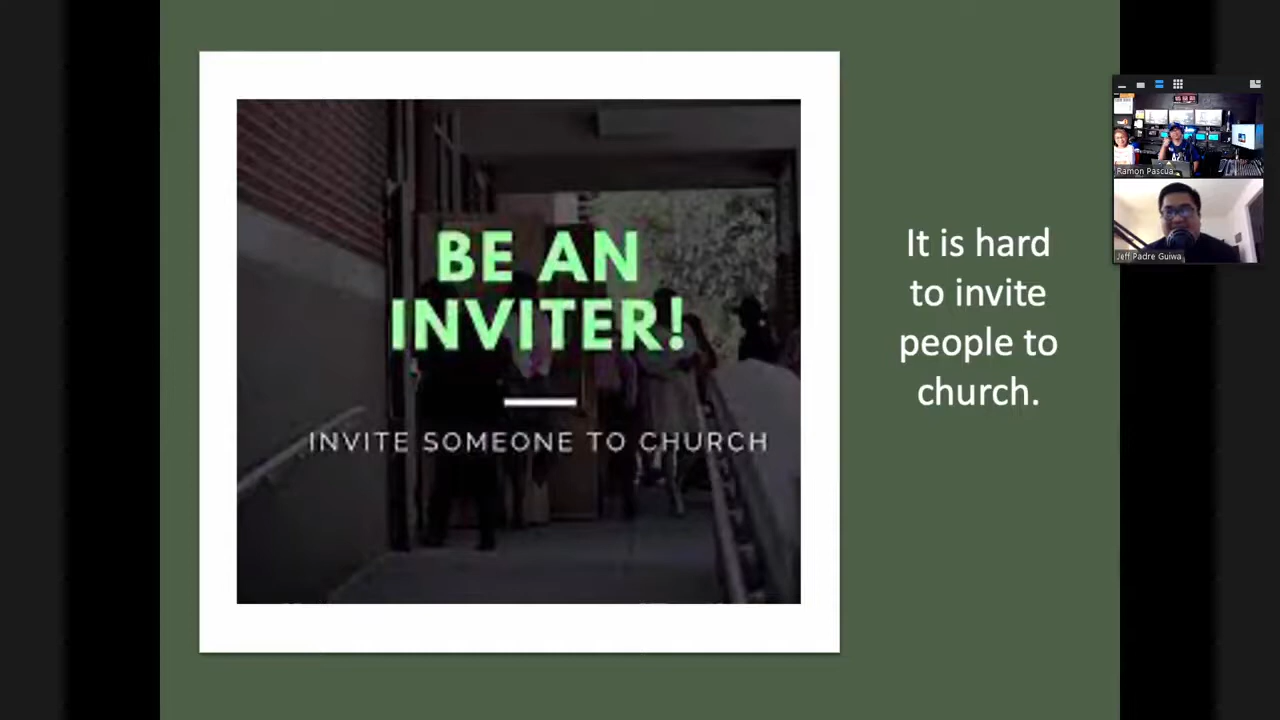 BE AN
INVITER!
INVITE SOMEONE TO CHURCH
It is hard
to invite
people to
church.
Ramon Pascua
Jeff Padre Guiwa